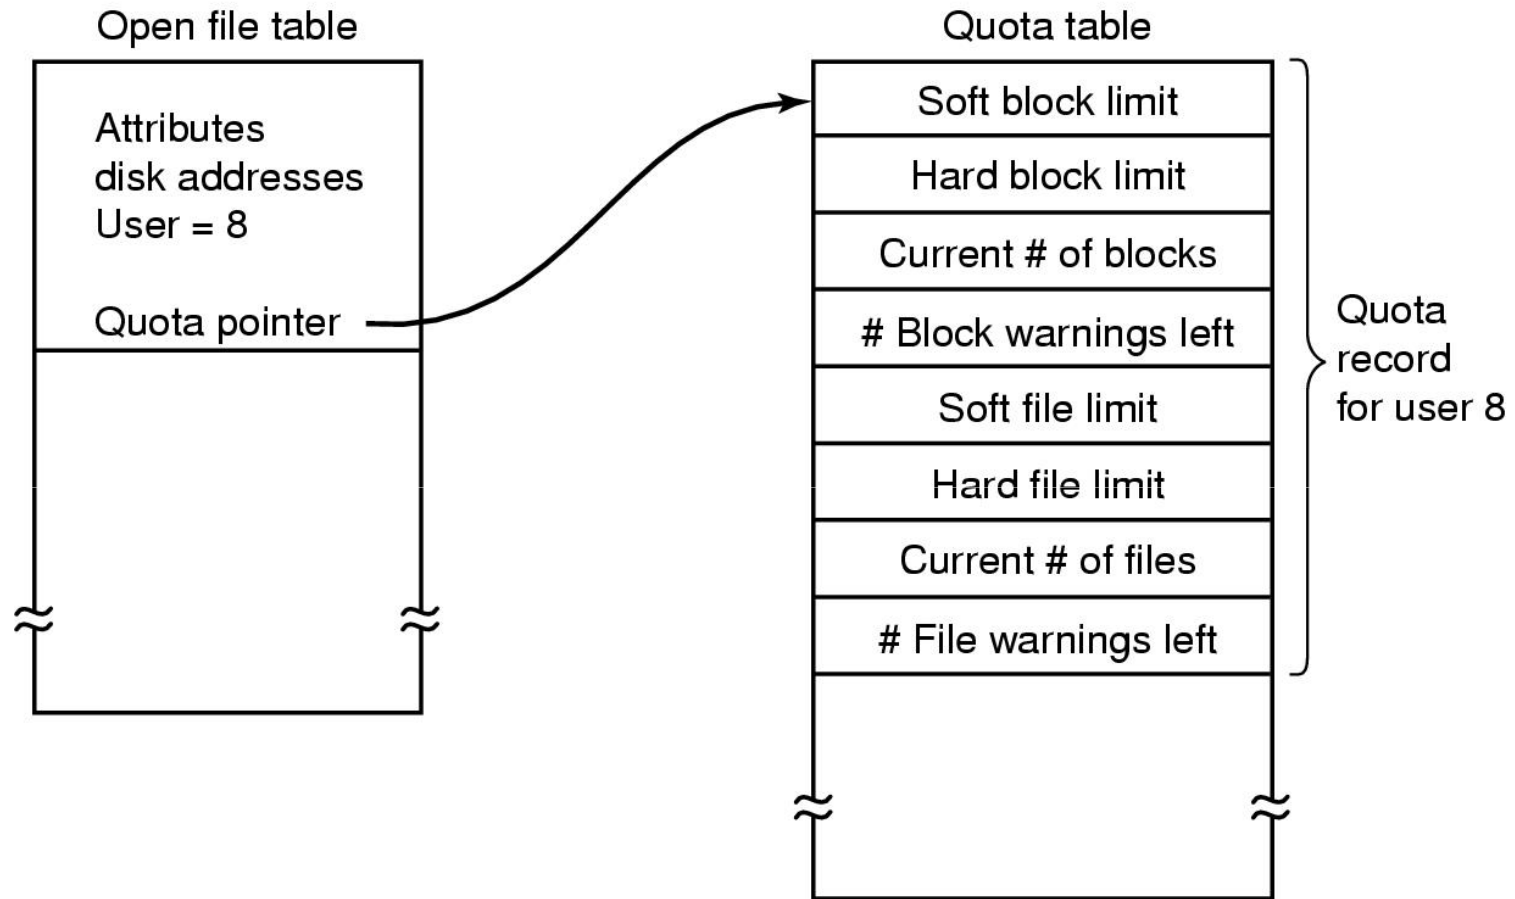 Open file table
Attributes
disk addresses
User = 8
Quota pointer
Quota table
Soft block limit
Hard block limit
Current # of blocks
# Block warnings left
Soft file limit
Hard file limit
Current # of files
# File warnings left
Quota
record
for user 8